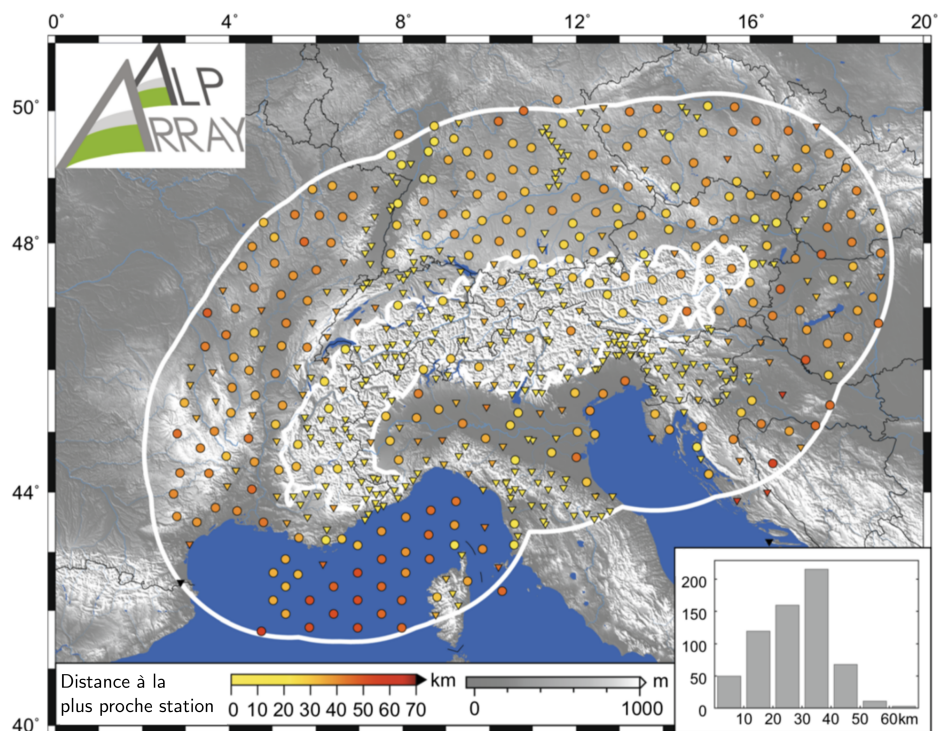 0° 4° 8° 12° 16° 20°
ALP
ARRAY
50°
48°
44°
40°
Distance à la
plus proche station
km
0 10 20 30 40 50 60 70
m
0 1000
200
150
100
50
0
10 20 30 40 50 60km